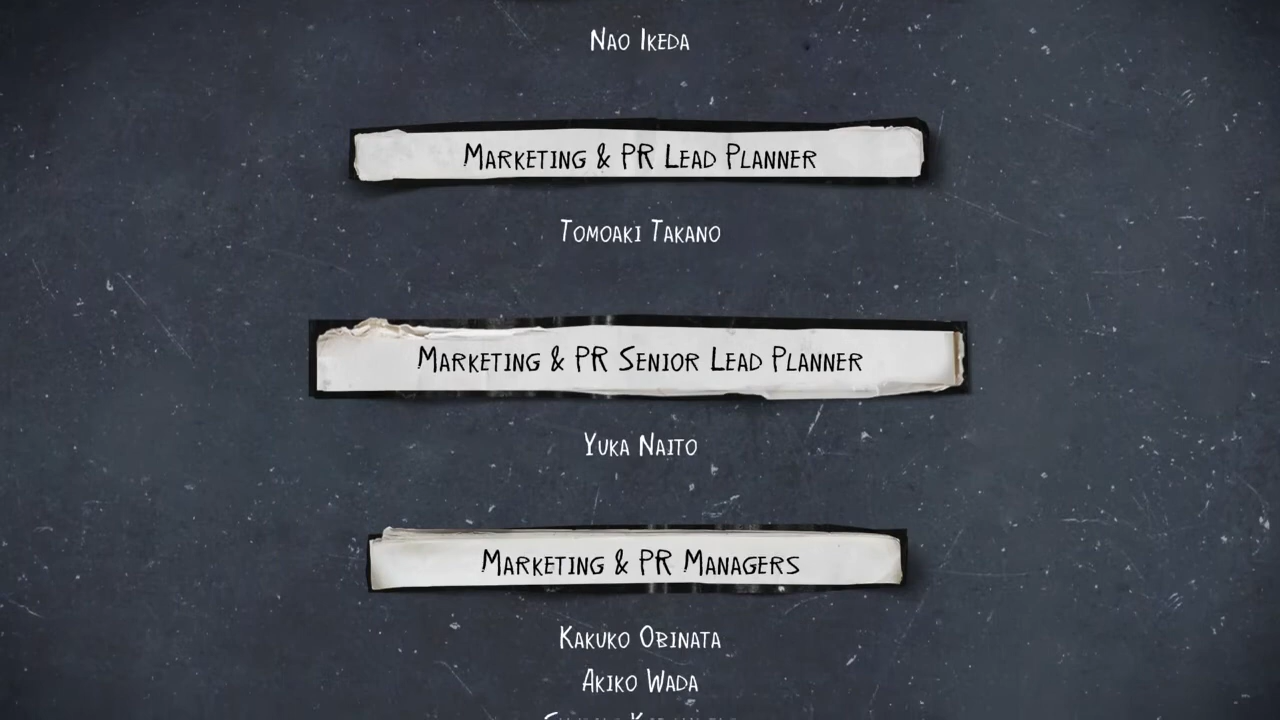 Nao Ikeda
Marketing & PR Lead Planner
Tomoaki Takano
Marketing & PR Senior Lead Planner
Yuka Naito
Marketing & PR Managers
Kakuko Obinata
Akiko Wada